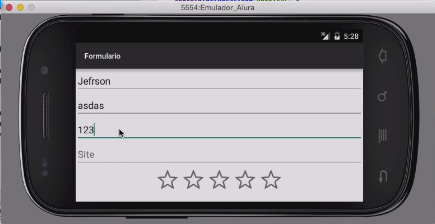 5554:Emulador_Alura
5:28
Formulario
Jefrson
asdas
123
Site